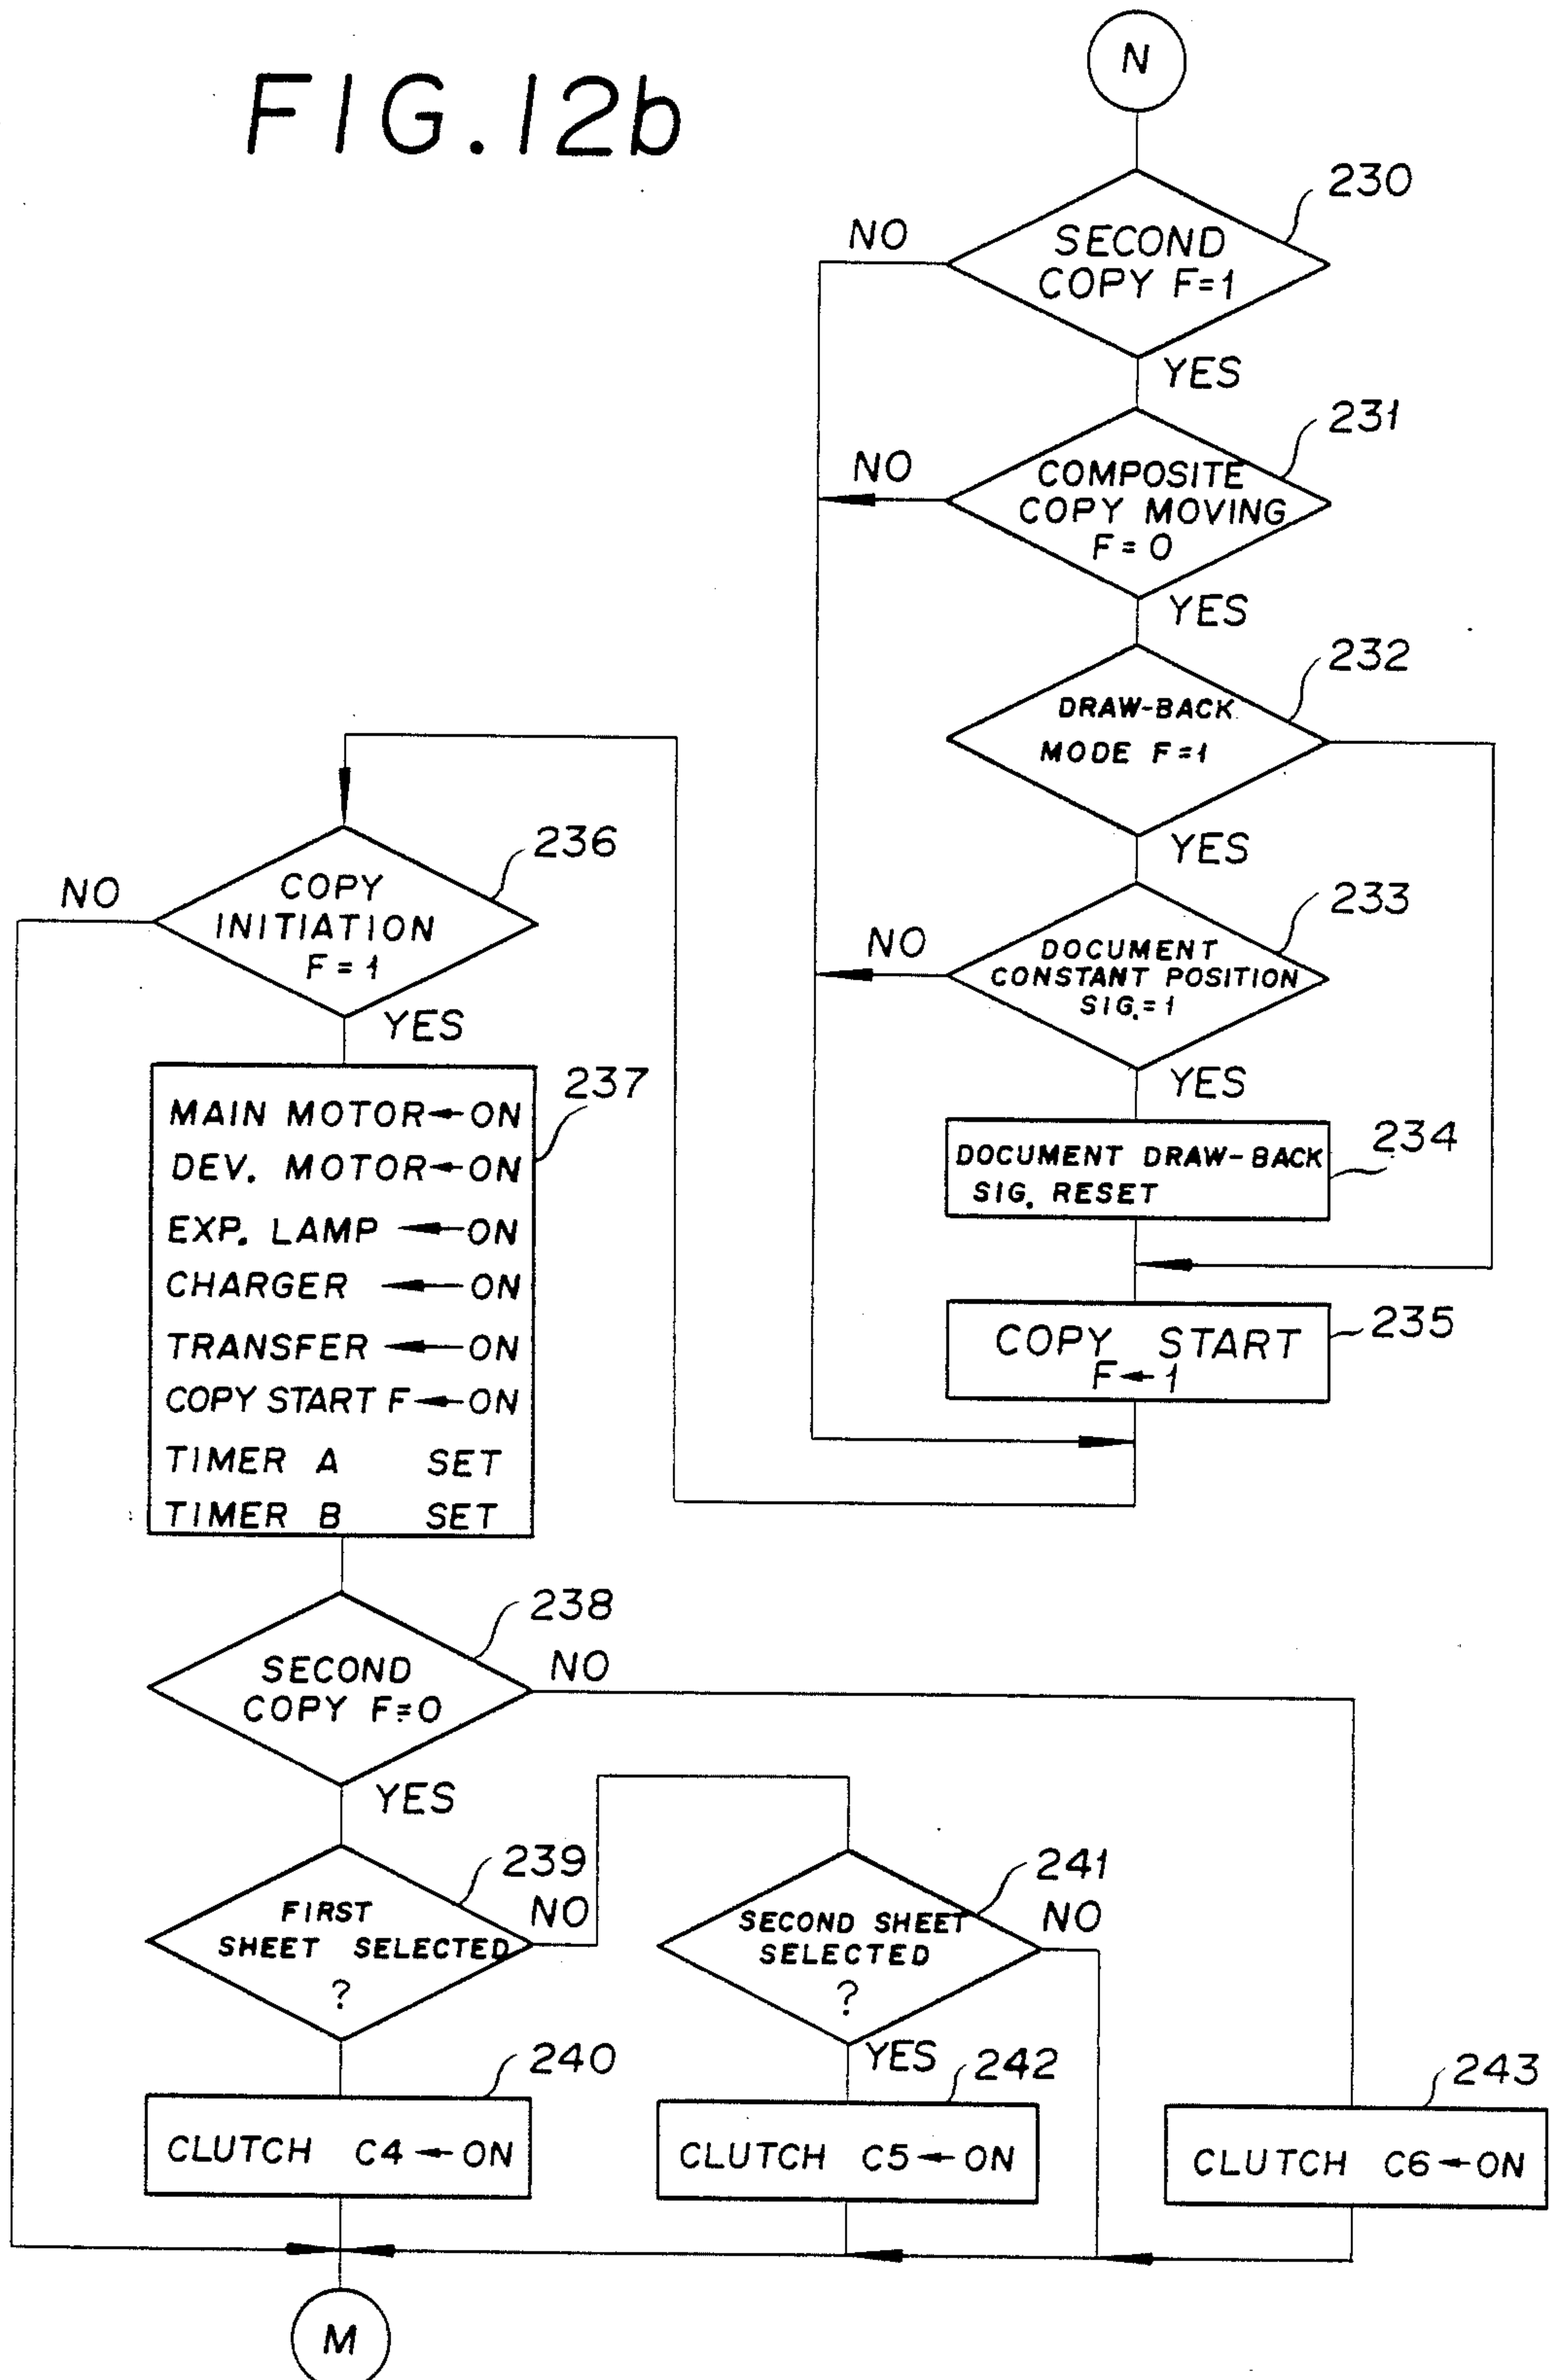 FIG.12b
N
230
SECOND
COPY F=1
NO
YES
231
COMPOSITE
COPY MOVING
F=0
NO
YES
232
DRAW-BACK
MODE F=1
YES
233
DOCUMENT
CONSTANT POSITION
SIG.=1
NO
YES
234
DOCUMENT DRAW-BACK
SIG. RESET
235
COPY START
F←1
236
COPY
INITIATION
F=1
NO
YES
237
MAIN MOTOR←ON
DEV. MOTOR←ON
EXP. LAMP ←ON
CHARGER ←ON
TRANSFER ←ON
COPY START F←ON
TIMER A SET
TIMER B SET
238
SECOND
COPY F=0
NO
YES
239
FIRST
SHEET SELECTED
?
NO
240
CLUTCH C4←ON
241
SECOND SHEET
SELECTED
?
NO
YES
242
CLUTCH C5←ON
243
CLUTCH C6←ON
M